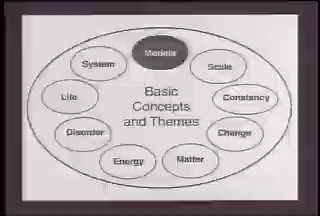 Models
System
Scale
Life
Basic
Concepts
and Themes
Constancy
Disorder
Change
Energy
Matter